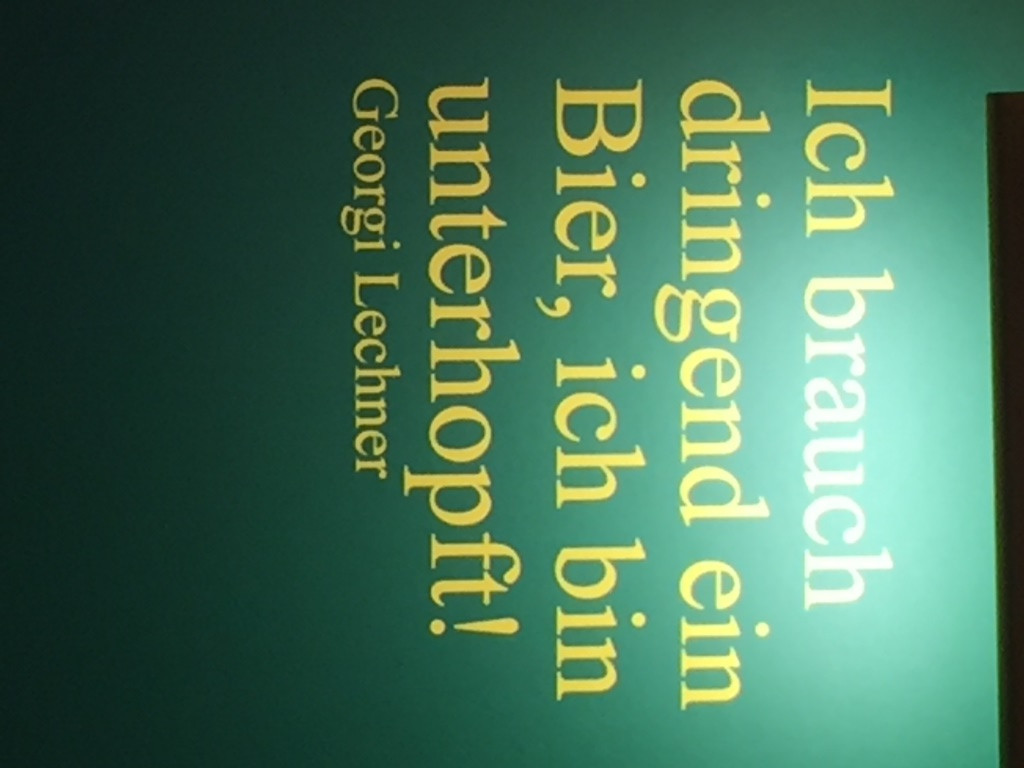 Ich brauch
dringend ein
Bier, ich bin
unterhopft!
Georgi Lechner